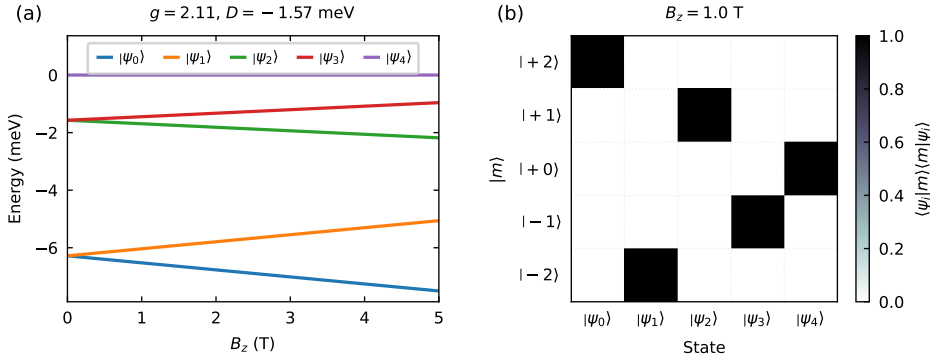 (a)
g = 2.11, D = −1.57 meV
|ψ0⟩ |ψ1⟩ |ψ2⟩ |ψ3⟩ |ψ4⟩
Energy (meV)
0
−2
−4
−6
0 1 2 3 4 5
Bz (T)
(b)
Bz = 1.0 T
|m⟩
|+2⟩
|+1⟩
|+0⟩
|−1⟩
|−2⟩
|ψ0⟩ |ψ1⟩ |ψ2⟩ |ψ3⟩ |ψ4⟩
State
1.0
0.8
0.6
0.4
0.2
0.0
⟨ψi|m⟩⟨m|ψi⟩